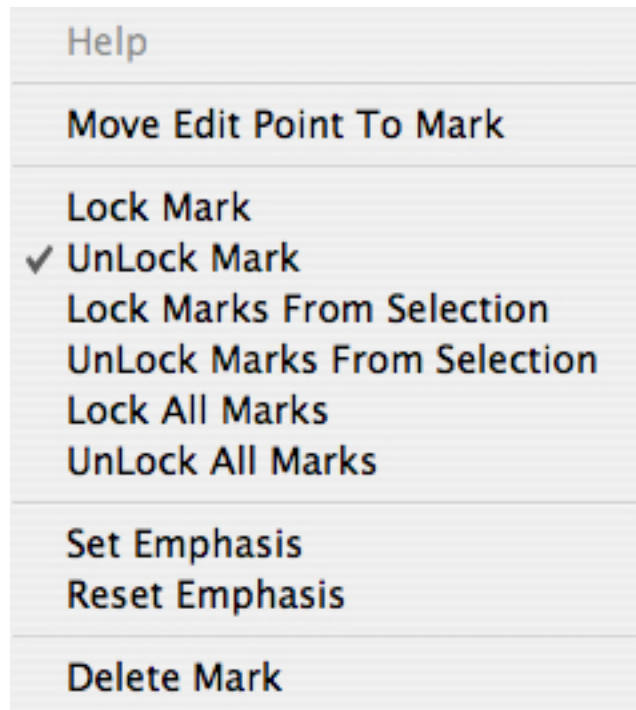 Help
Move Edit Point To Mark
Lock Mark
✓ UnLock Mark
Lock Marks From Selection
UnLock Marks From Selection
Lock All Marks
UnLock All Marks
Set Emphasis
Reset Emphasis
Delete Mark